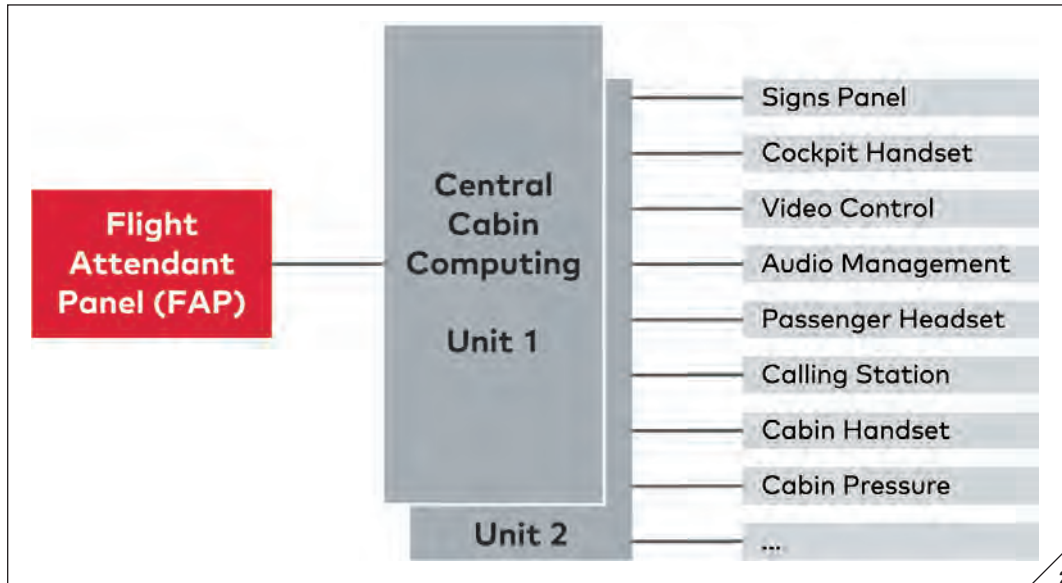 Flight
Attendant
Panel (FAP)
Central
Cabin
Computing
Unit 1
Unit 2
Signs Panel
Cockpit Handset
Video Control
Audio Management
Passenger Headset
Calling Station
Cabin Handset
Cabin Pressure
...